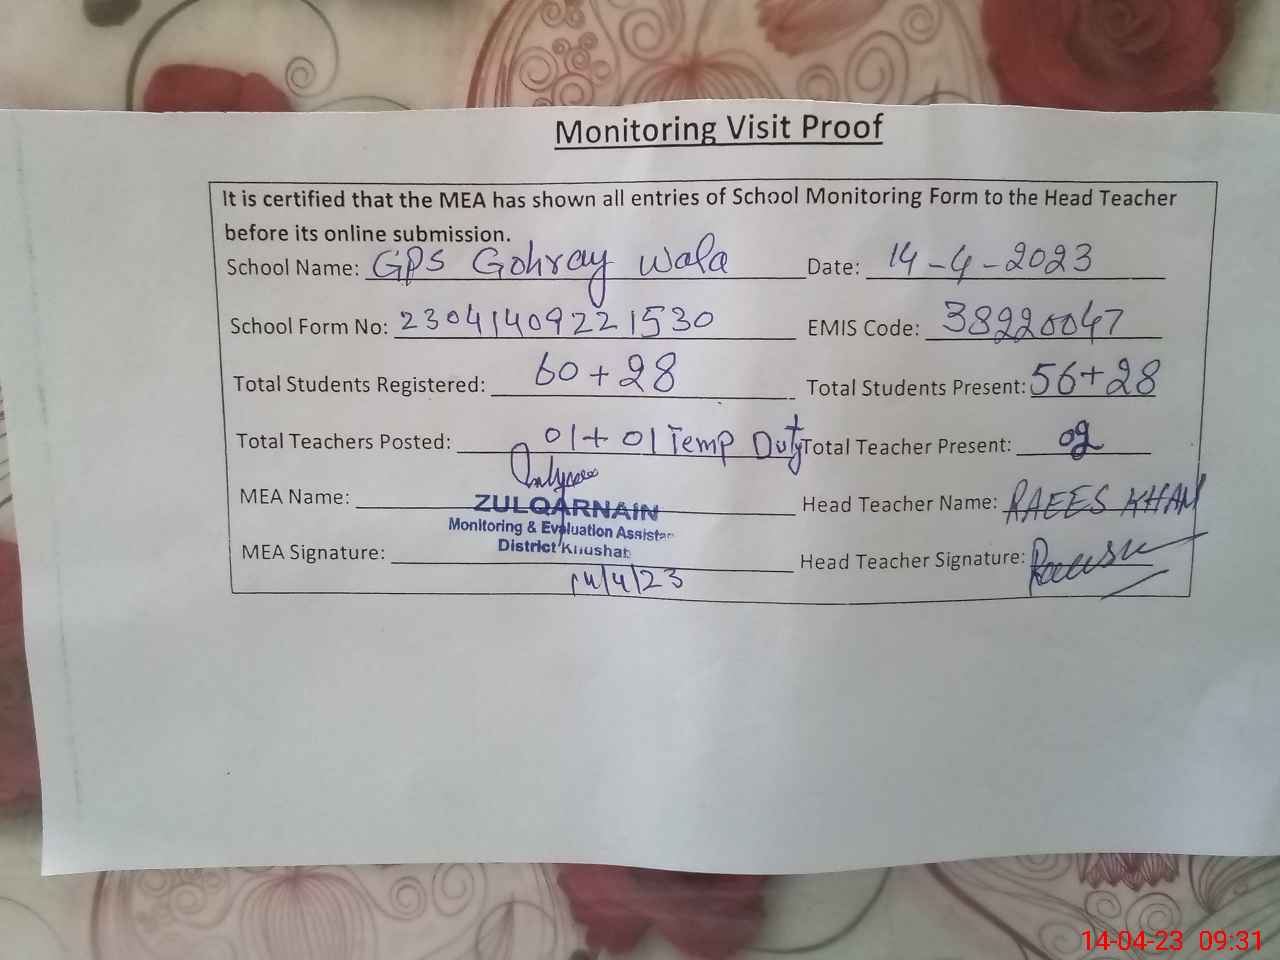 Monitoring Visit Proof
It is certified that the MEA has shown all entries of School Monitoring Form to the Head Teacher
before its online submission.
School Name: GPS Gohray Wala Date: 14-4-2023
School Form No: 230414092221530 EMIS Code: 38220047
Total Students Registered: 60+28 Total Students Present: 56+28
Total Teachers Posted: 01+01 Temp Duty Total Teacher Present: 02
MEA Name: ZULQARNAIN Head Teacher Name: RAEES KHAN
Monitoring & Evaluation Assistan
District Khushab
MEA Signature: Head Teacher Signature:
14/4/23
14-04-23 09:31